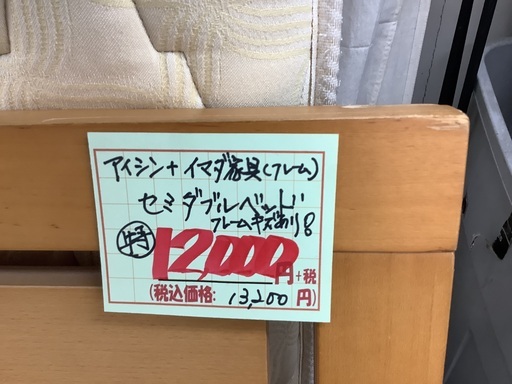 アイシン+イマダ家具(フレーム)
セミダブルベッド
フレームキズあり8
特 12,000円+税
(税込価格: 13,200円)